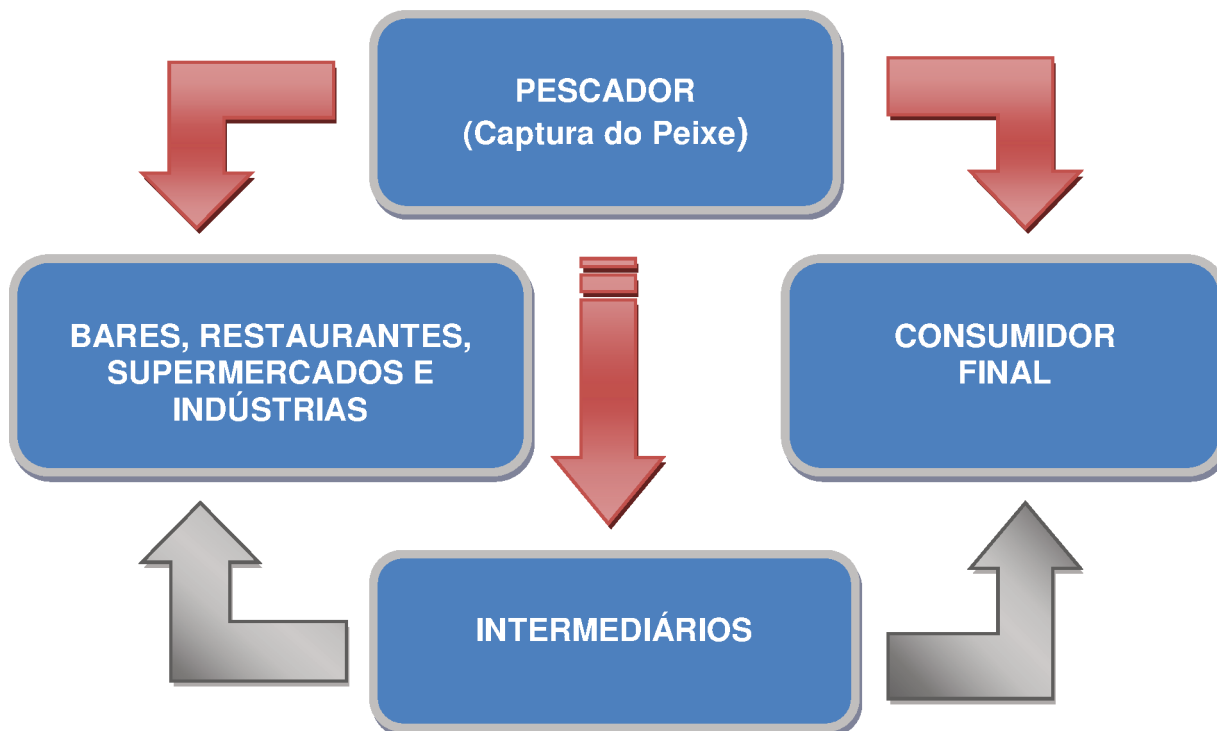 PESCADOR
(Captura do Peixe)
BARES, RESTAURANTES,
SUPERMERCADOS E
INDÚSTRIAS
CONSUMIDOR
FINAL
INTERMEDIÁRIOS